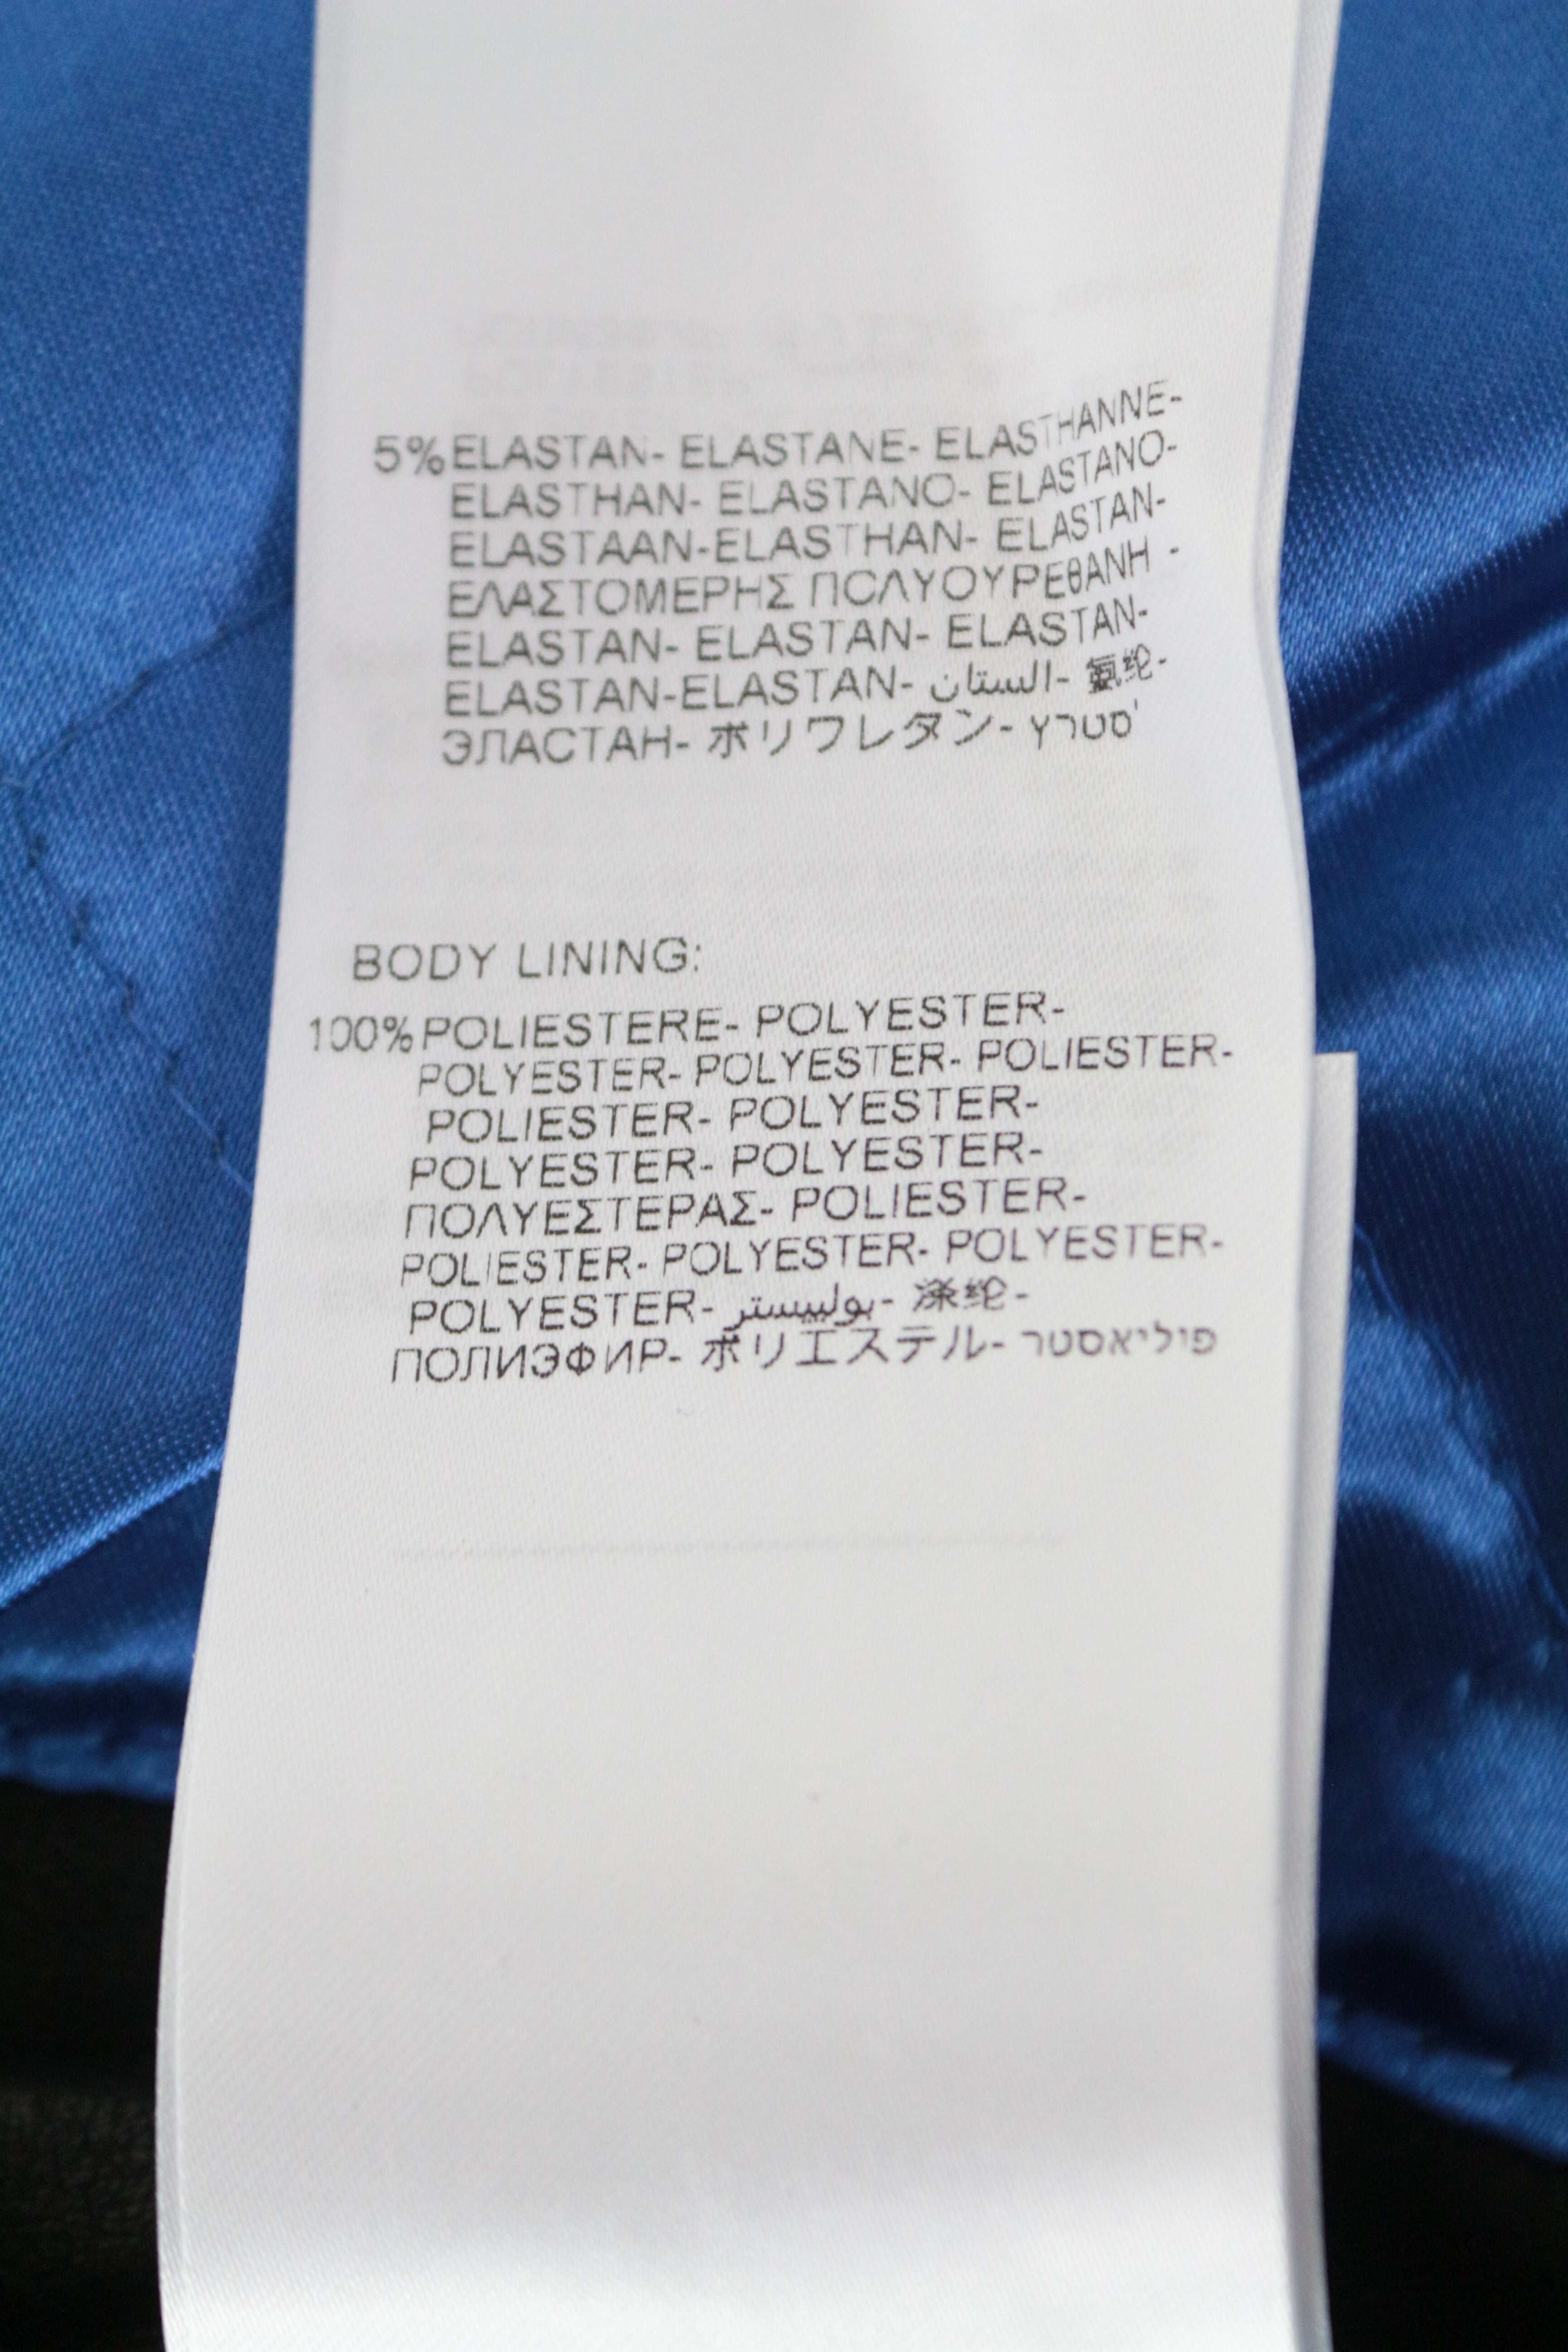 5% ELASTAN- ELASTANE- ELASTHANNE-
ELASTHAN- ELASTANO- ELASTANO-
ELASTAAN-ELASTHAN- ELASTAN-
ΕΛΑΣΤΟΜΕΡΗΣ ΠΟΛΥΟΥΡΕΘΑΝΗ -
ELASTAN- ELASTAN- ELASTAN-
ELASTAN-ELASTAN- الستان- 氨纶-
ЭЛАСТАН- ポリウレタン- סטרץ'
BODY LINING:
100% POLIESTERE- POLYESTER-
POLYESTER- POLYESTER- POLIESTER-
POLIESTER- POLYESTER-
POLYESTER- POLYESTER-
ΠΟΛΥΕΣΤΕΡΑΣ- POLIESTER-
POLIESTER- POLYESTER- POLYESTER-
POLYESTER- بوليستر- 涤纶-
ПОЛИЭФИР- ポリエステル- פוליאסטר